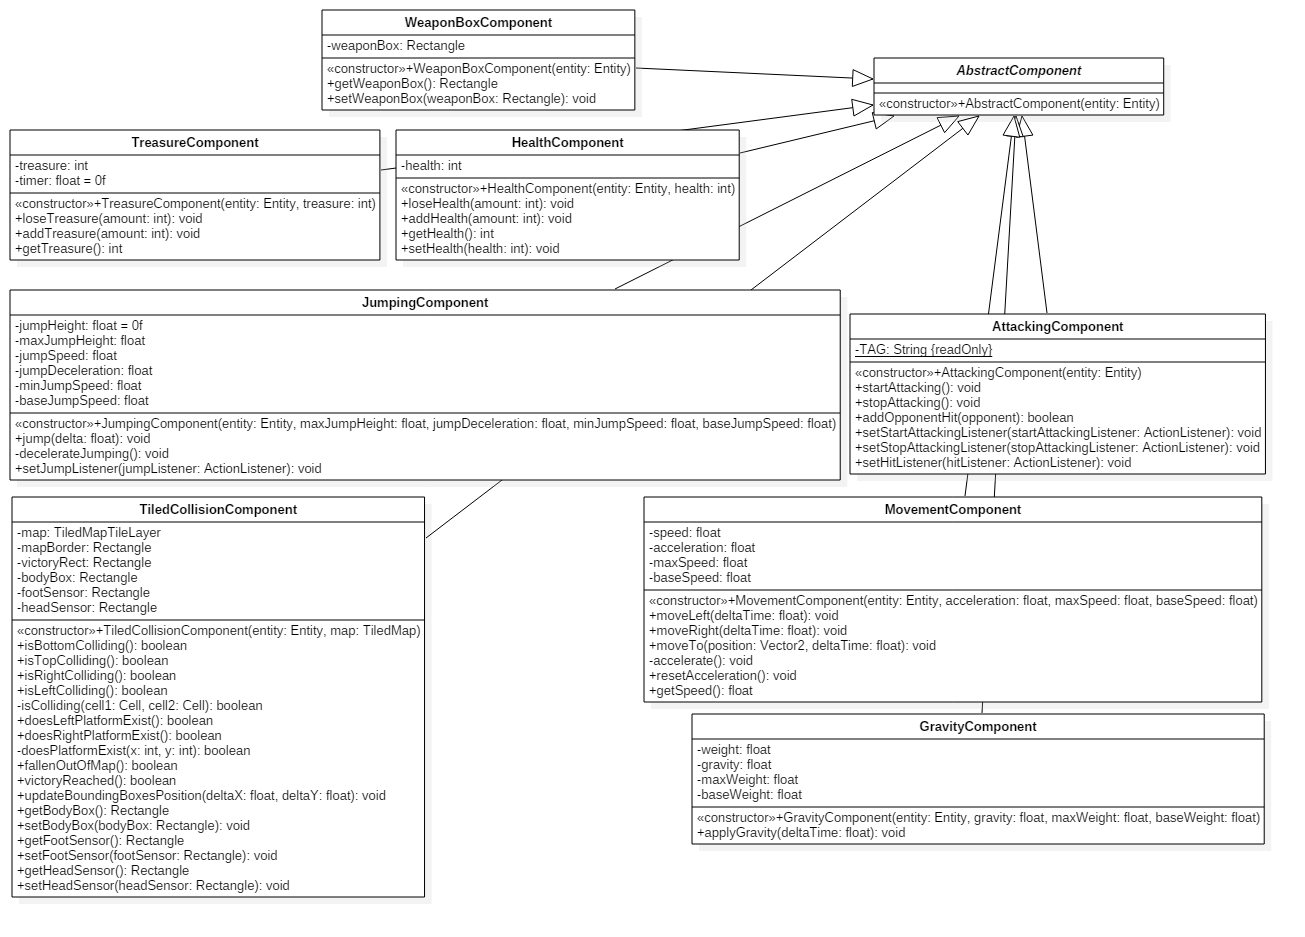 WeaponBoxComponent
-weaponBox: Rectangle
«constructor»+WeaponBoxComponent(entity: Entity)
+getWeaponBox(): Rectangle
+setWeaponBox(weaponBox: Rectangle): void
AbstractComponent
«constructor»+AbstractComponent(entity: Entity)
TreasureComponent
-treasure: int
-timer: float = 0f
«constructor»+TreasureComponent(entity: Entity, treasure: int)
+loseTreasure(amount: int): void
+addTreasure(amount: int): void
+getTreasure(): int
HealthComponent
-health: int
«constructor»+HealthComponent(entity: Entity, health: int)
+loseHealth(amount: int): void
+addHealth(amount: int): void
+getHealth(): int
+setHealth(health: int): void
JumpingComponent
-jumpHeight: float = 0f
-maxJumpHeight: float
-jumpSpeed: float
-jumpDeceleration: float
-minJumpSpeed: float
-baseJumpSpeed: float
«constructor»+JumpingComponent(entity: Entity, maxJumpHeight: float, jumpDeceleration: float, minJumpSpeed: float, baseJumpSpeed: float)
+jump(delta: float): void
-decelerateJumping(): void
+setJumpListener(jumpListener: ActionListener): void
AttackingComponent
-TAG: String {readOnly}
«constructor»+AttackingComponent(entity: Entity)
+startAttacking(): void
+stopAttacking(): void
+addOpponentHit(opponent): boolean
+setStartAttackingListener(startAttackingListener: ActionListener): void
+setStopAttackingListener(stopAttackingListener: ActionListener): void
+setHitListener(hitListener: ActionListener): void
TiledCollisionComponent
-map: TiledMapTileLayer
-mapBorder: Rectangle
-victoryRect: Rectangle
-bodyBox: Rectangle
-footSensor: Rectangle
-headSensor: Rectangle
«constructor»+TiledCollisionComponent(entity: Entity, map: TiledMap)
+isBottomColliding(): boolean
+isTopColliding(): boolean
+isRightColliding(): boolean
+isLeftColliding(): boolean
-isColliding(cell1: Cell, cell2: Cell): boolean
+doesLeftPlatformExist(): boolean
+doesRightPlatformExist(): boolean
-doesPlatformExist(x: int, y: int): boolean
+fallenOutOfMap(): boolean
+victoryReached(): boolean
+updateBoundingBoxesPosition(deltaX: float, deltaY: float): void
+getBodyBox(): Rectangle
+setBodyBox(bodyBox: Rectangle): void
+getFootSensor(): Rectangle
+setFootSensor(footSensor: Rectangle): void
+getHeadSensor(): Rectangle
+setHeadSensor(headSensor: Rectangle): void
MovementComponent
-speed: float
-acceleration: float
-maxSpeed: float
-baseSpeed: float
«constructor»+MovementComponent(entity: Entity, acceleration: float, maxSpeed: float, baseSpeed: float)
+moveLeft(deltaTime: float): void
+moveRight(deltaTime: float): void
+moveTo(position: Vector2, deltaTime: float): void
-accelerate(): void
+resetAcceleration(): void
+getSpeed(): float
GravityComponent
-weight: float
-gravity: float
-maxWeight: float
-baseWeight: float
«constructor»+GravityComponent(entity: Entity, gravity: float, maxWeight: float, baseWeight: float)
+applyGravity(deltaTime: float): void